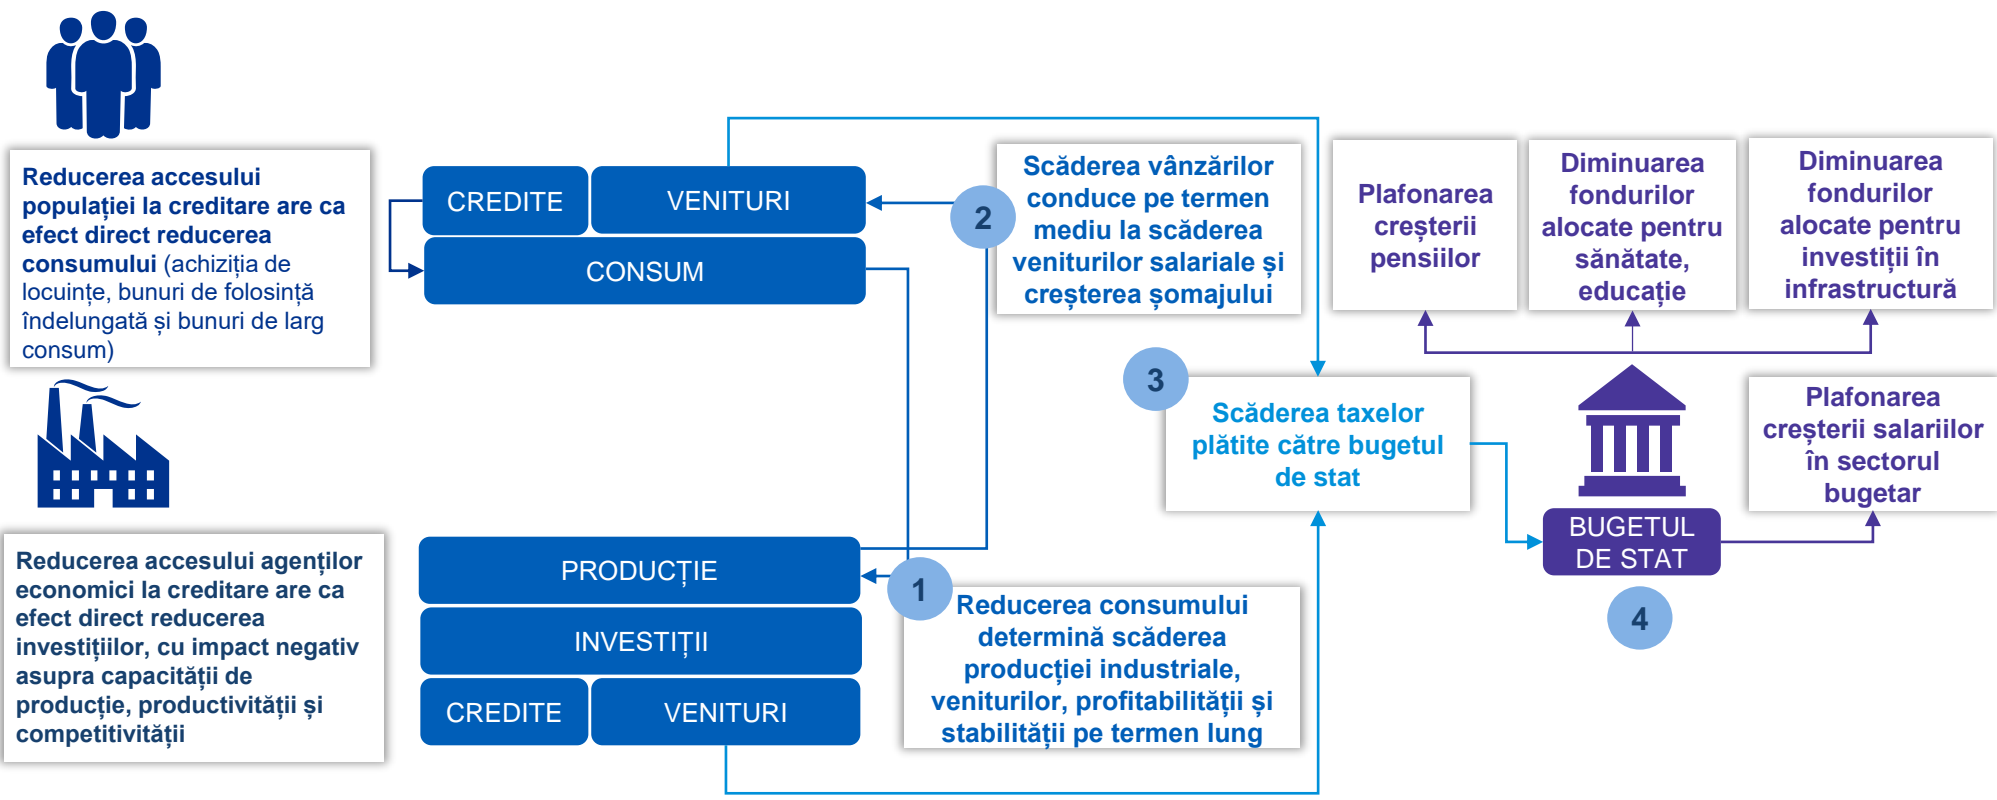 Reducerea accesului
populației la creditare are ca
efect direct reducerea
consumului (achiziția de
locuințe, bunuri de folosință
îndelungată și bunuri de larg
consum)
CREDITE
VENITURI
CONSUM
2
Scăderea vânzărilor
conduce pe termen
mediu la scăderea
veniturilor salariale și
creșterea șomajului
Plafonarea
creșterii
pensiilor
Diminuarea
fondurilor
alocate pentru
sănătate,
educație
Diminuarea
fondurilor
alocate pentru
investiții în
infrastructură
3
Scăderea taxelor
plătite către bugetul
de stat
Plafonarea
creșterii salariilor
în sectorul
bugetar
BUGETUL
DE STAT
4
Reducerea accesului agenților
economici la creditare are ca
efect direct reducerea
investițiilor, cu impact negativ
asupra capacității de
producție, productivității și
competitivității
PRODUCȚIE
INVESTIȚII
CREDITE
VENITURI
1
Reducerea consumului
determină scăderea
producției industriale,
veniturilor, profitabilității și
stabilității pe termen lung